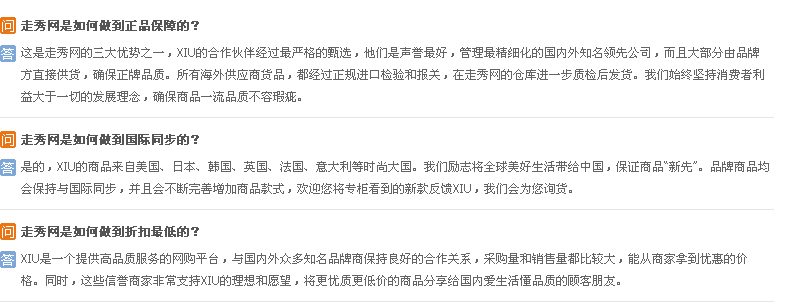 问 走秀网是如何做到正品保障的？
答 这是走秀网的三大优势之一，XIU的合作伙伴经过最严格的甄选，他们是声誉最好，管理最精细化的国内外知名领先公司，而且大部分由品牌
方直接供货，确保正牌品质。所有海外供应商货品，都经过正规进口检验和报关，在走秀网的仓库进一步质检后发货。我们始终坚持消费者利
益大于一切的发展理念，确保商品一流品质不容瑕疵。
问 走秀网是如何做到国际同步的？
答 是的，XIU的商品来自美国、日本、韩国、英国、法国、意大利等时尚大国。我们励志将全球美好生活带给中国，保证商品“新先”。品牌商品均
会保持与国际同步，并且会不断完善增加商品款式，欢迎您将专柜看到的新款反馈XIU，我们会为您询货。
问 走秀网是如何做到折扣最低的？
答 XIU是一个提供高品质服务的网购平台，与国内外众多知名品牌商保持良好的合作关系，采购量和销售量都比较大，能从商家拿到优惠的价
格。同时，这些信誉商家非常支持XIU的理想和愿望，将更优质更低价的商品分享给国内爱生活懂品质的顾客朋友。